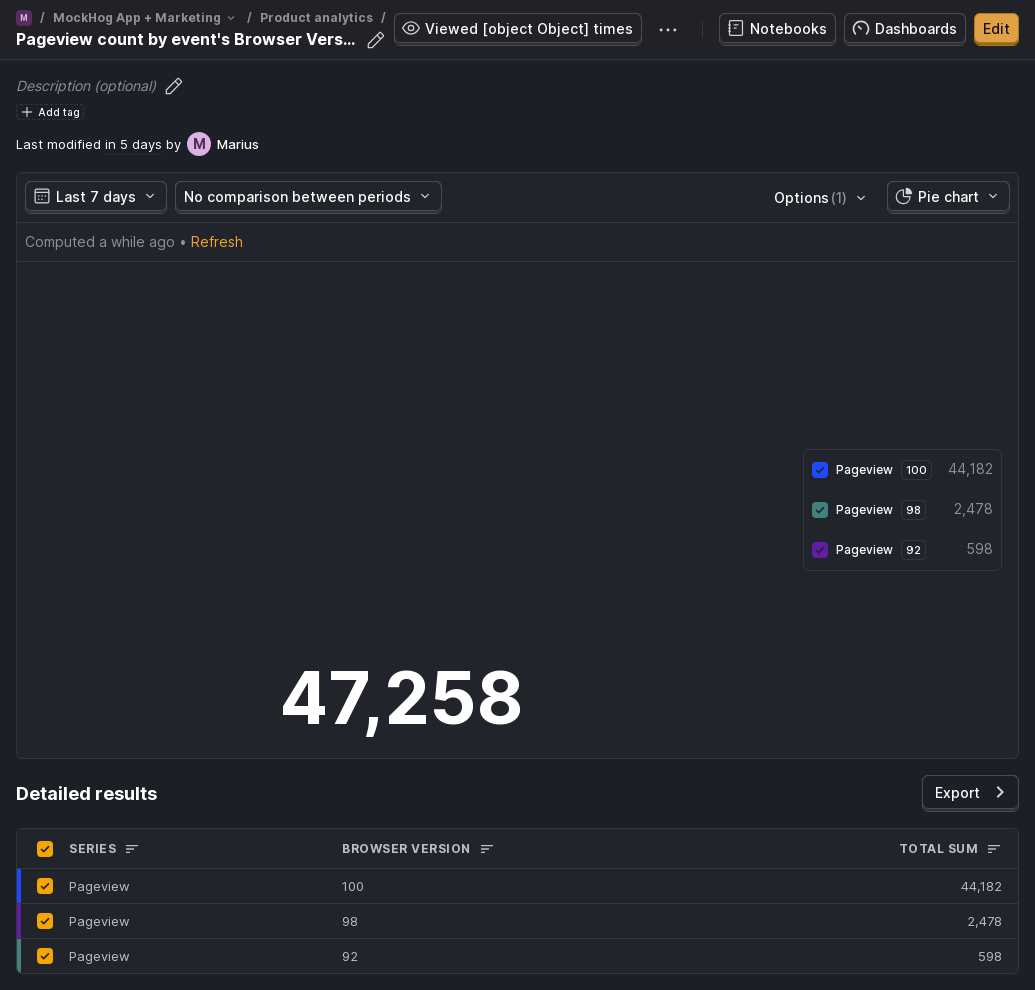 M / MockHog App + Marketing / Product analytics /
Pageview count by event's Browser Vers...
Viewed [object Object] times
Notebooks
Dashboards
Edit
Description (optional)
Add tag
Last modified in 5 days by M Marius
Last 7 days
No comparison between periods
Options (1)
Pie chart
Computed a while ago • Refresh
Pageview 100 44,182
Pageview 98 2,478
Pageview 92 598
47,258
Detailed results
Export
SERIES BROWSER VERSION TOTAL SUM
Pageview 100 44,182
Pageview 98 2,478
Pageview 92 598